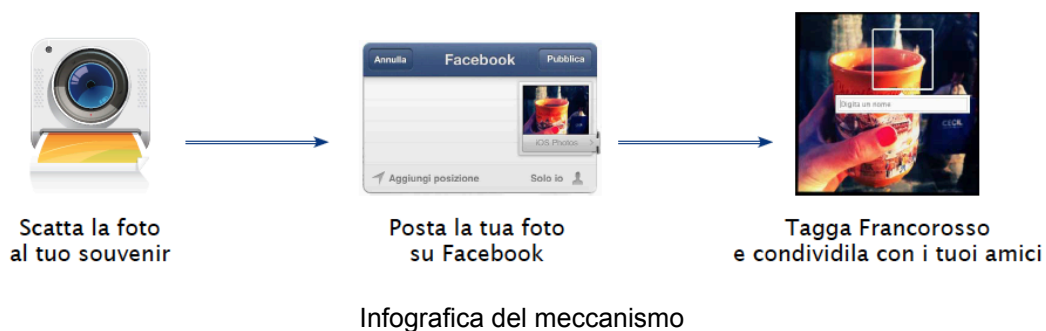 Annulla
Facebook
Pubblica
iOS Photos
Aggiungi posizione
Solo io
Digita un nome
CECIL
Scatta la foto
al tuo souvenir
Posta la tua foto
su Facebook
Tagga Francorosso
e condividila con i tuoi amici
Infografica del meccanismo